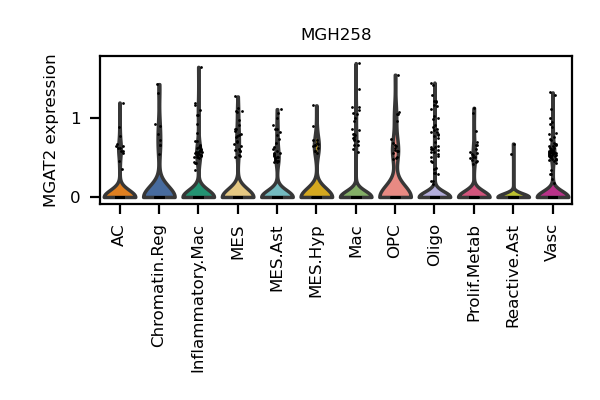 MGH258
MGAT2 expression
1
0
AC
Chromatin.Reg
Inflammatory.Mac
MES
MES.Ast
MES.Hyp
Mac
OPC
Oligo
Prolif.Metab
Reactive.Ast
Vasc